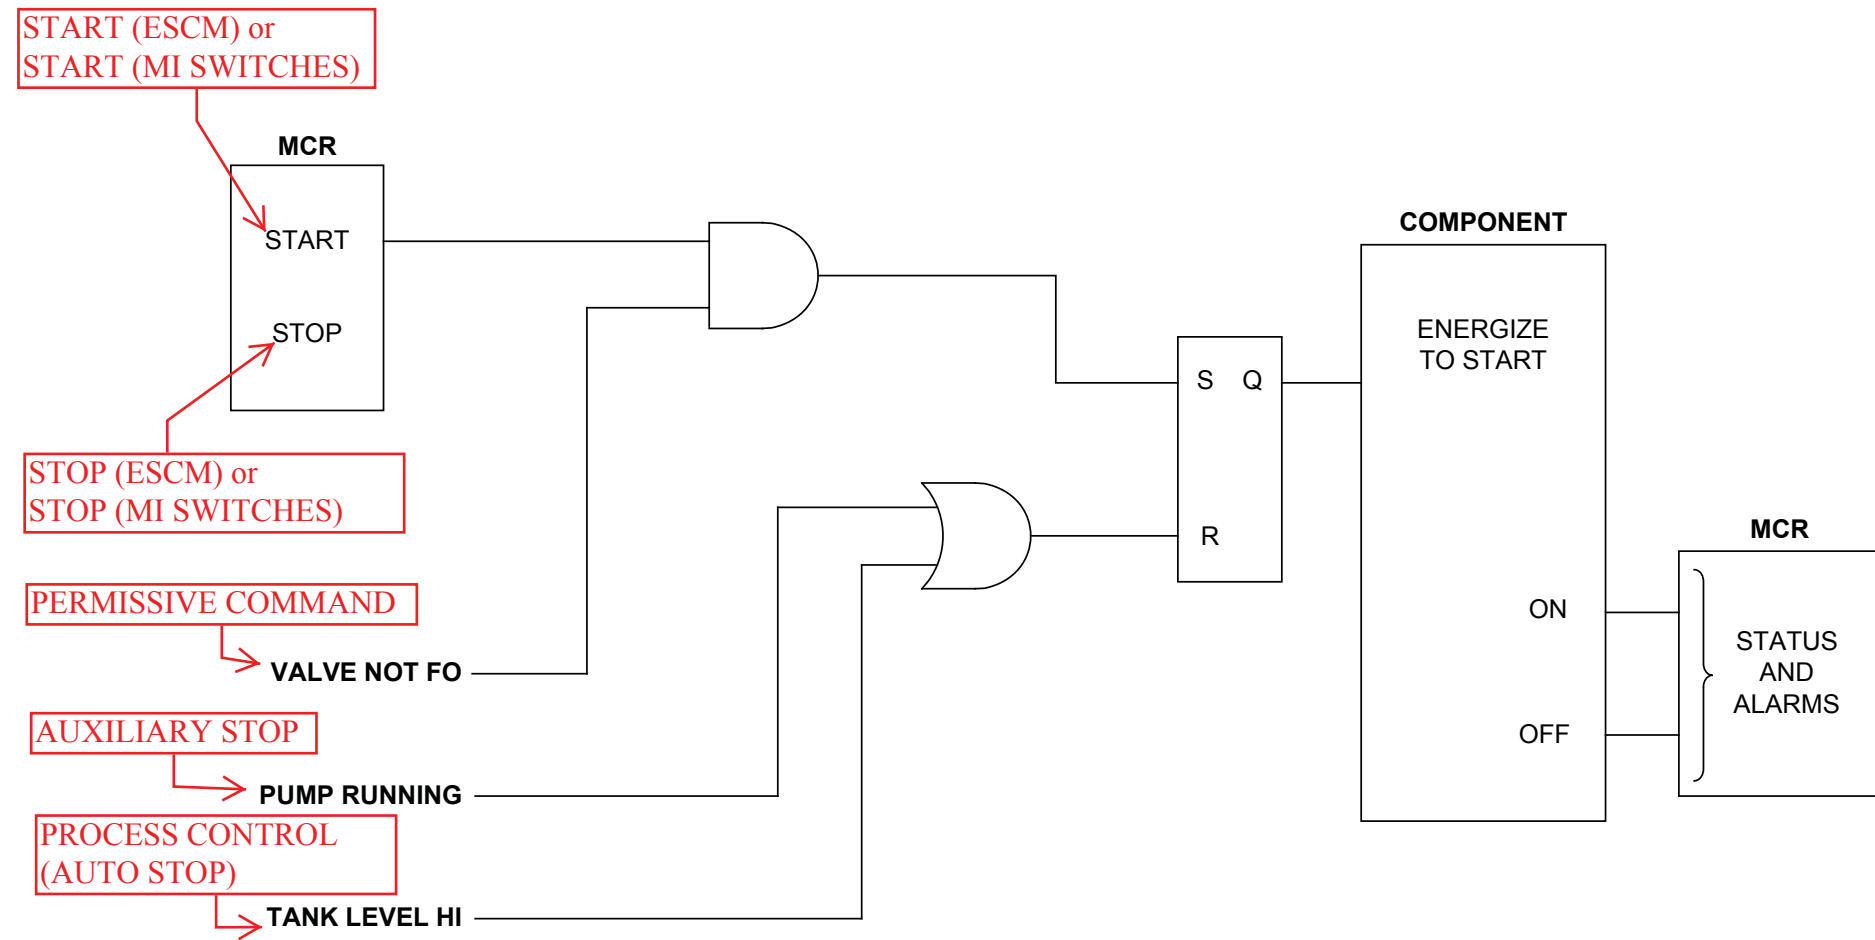 START (ESCM) or
START (MI SWITCHES)
MCR
START
STOP
STOP (ESCM) or
STOP (MI SWITCHES)
PERMISSIVE COMMAND
VALVE NOT FO
AUXILIARY STOP
PUMP RUNNING
PROCESS CONTROL
(AUTO STOP)
TANK LEVEL HI
S Q
R
COMPONENT
ENERGIZE
TO START
ON
OFF
MCR
STATUS
AND
ALARMS